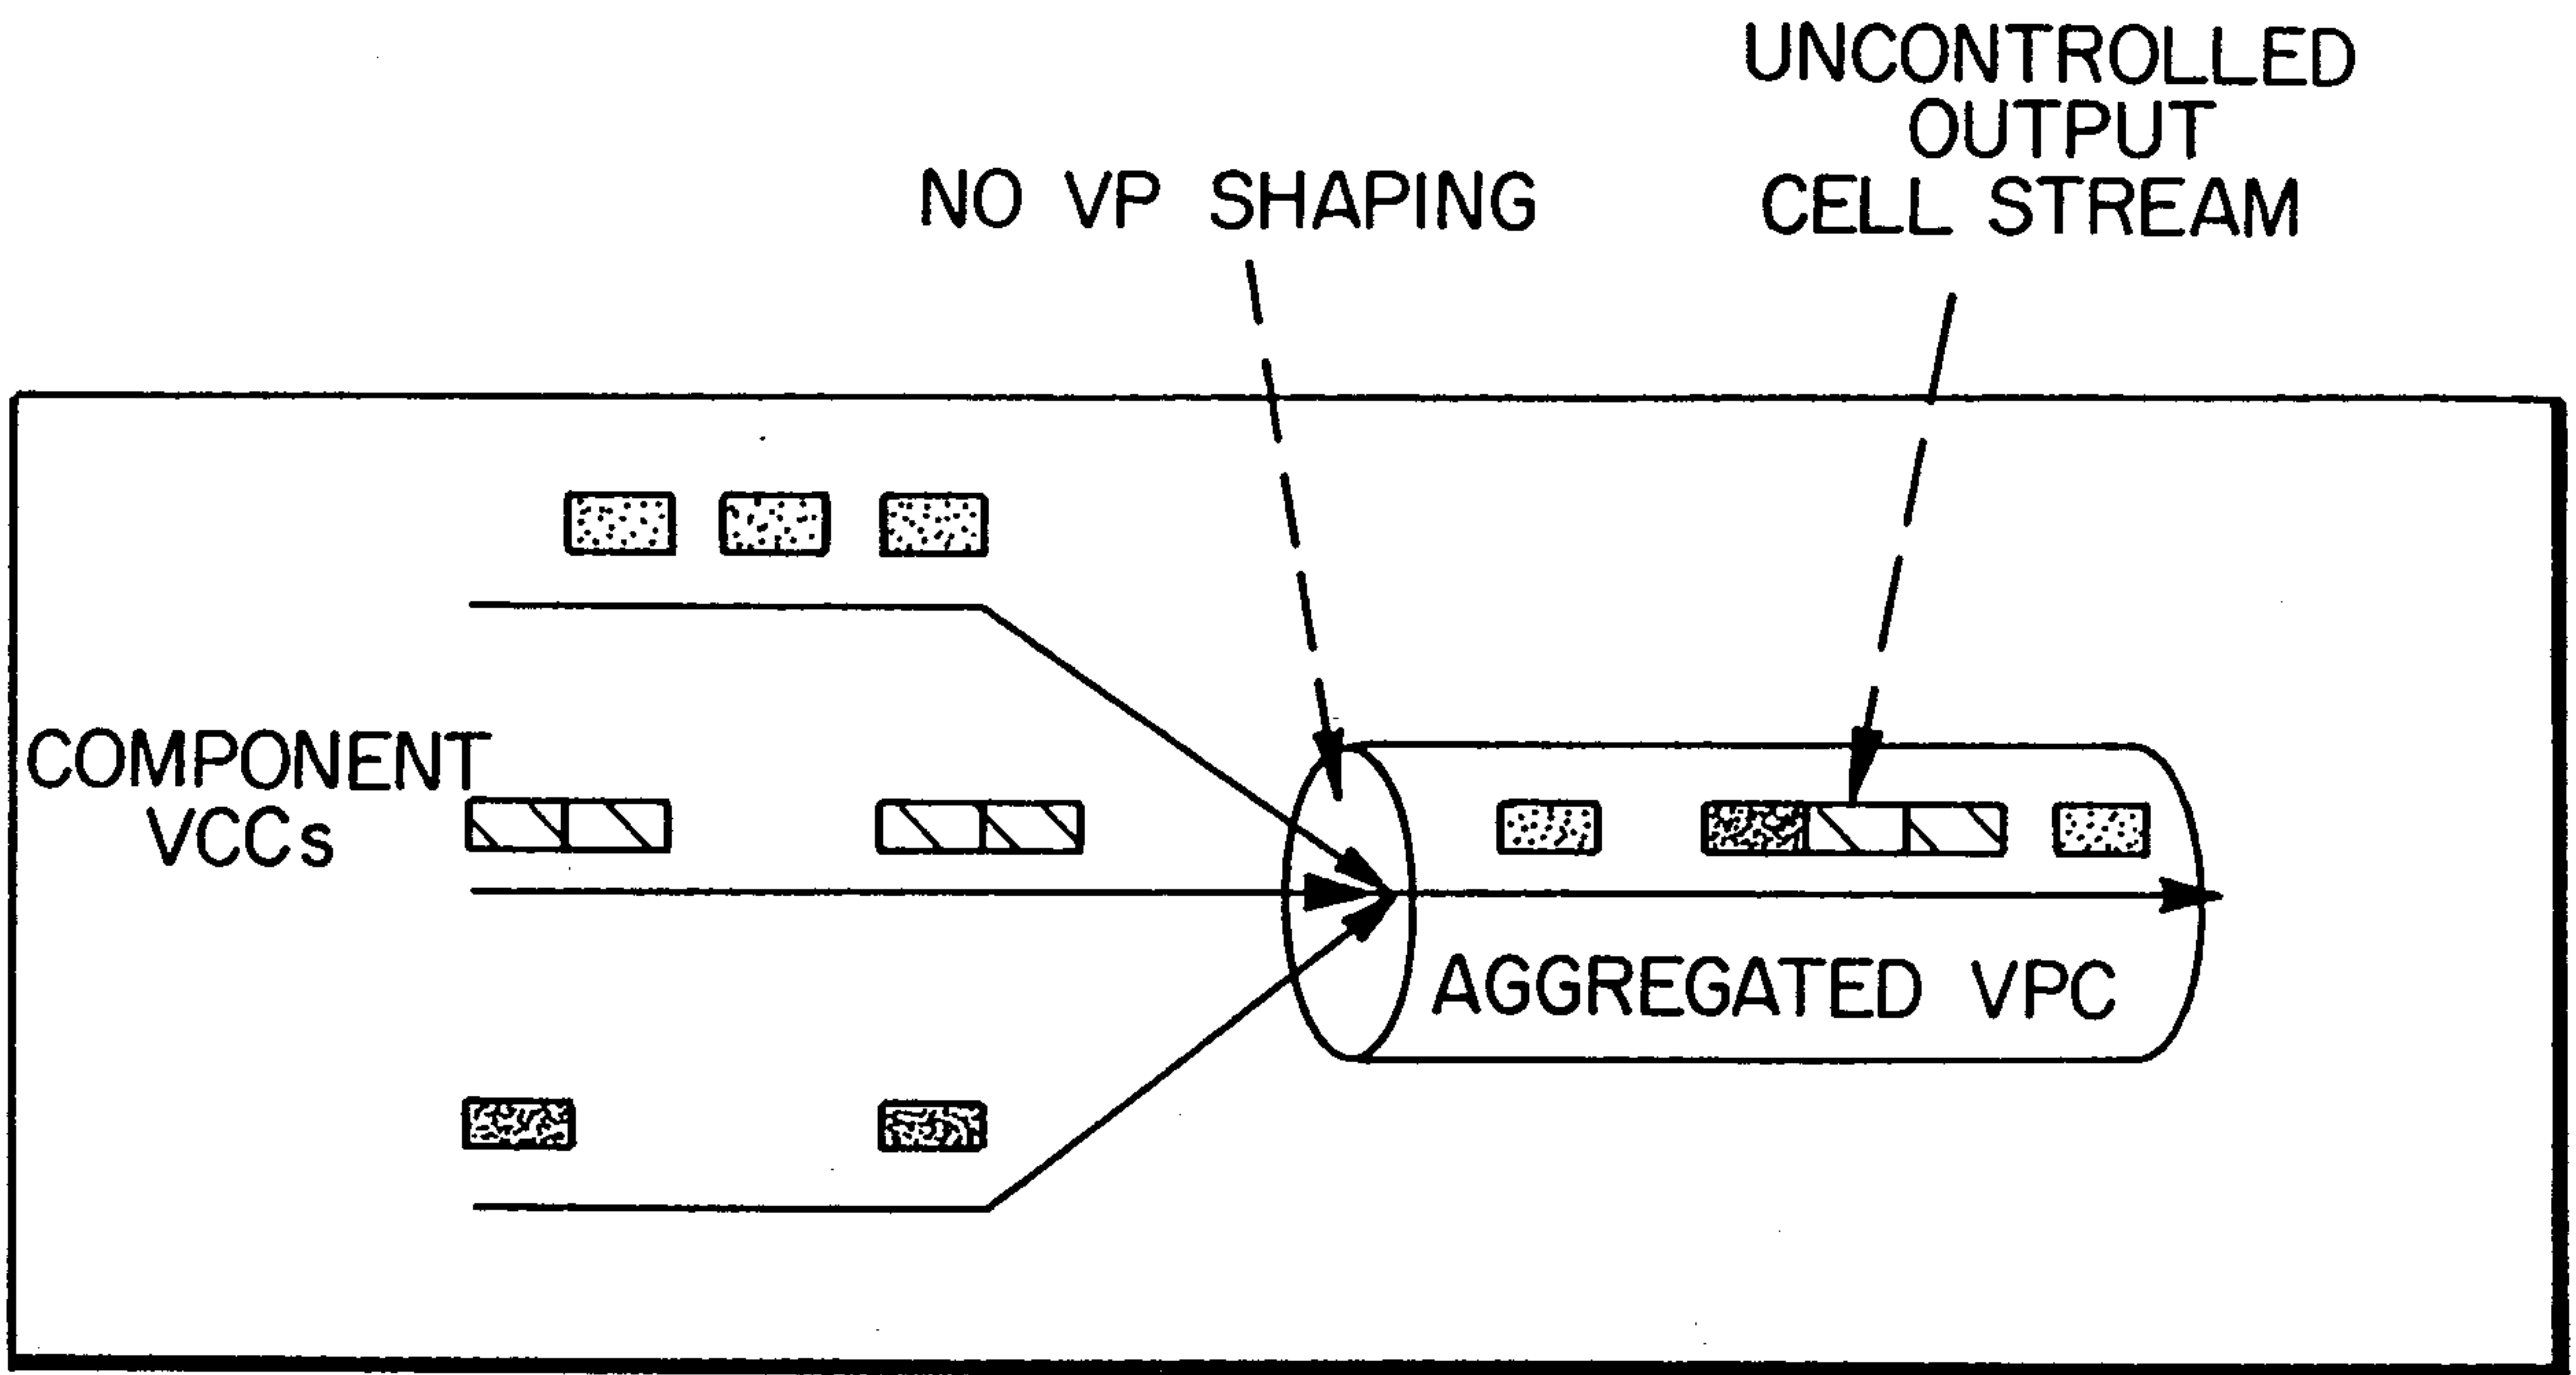 UNCONTROLLED
OUTPUT
CELL STREAM
NO VP SHAPING
COMPONENT
VCCs
AGGREGATED VPC